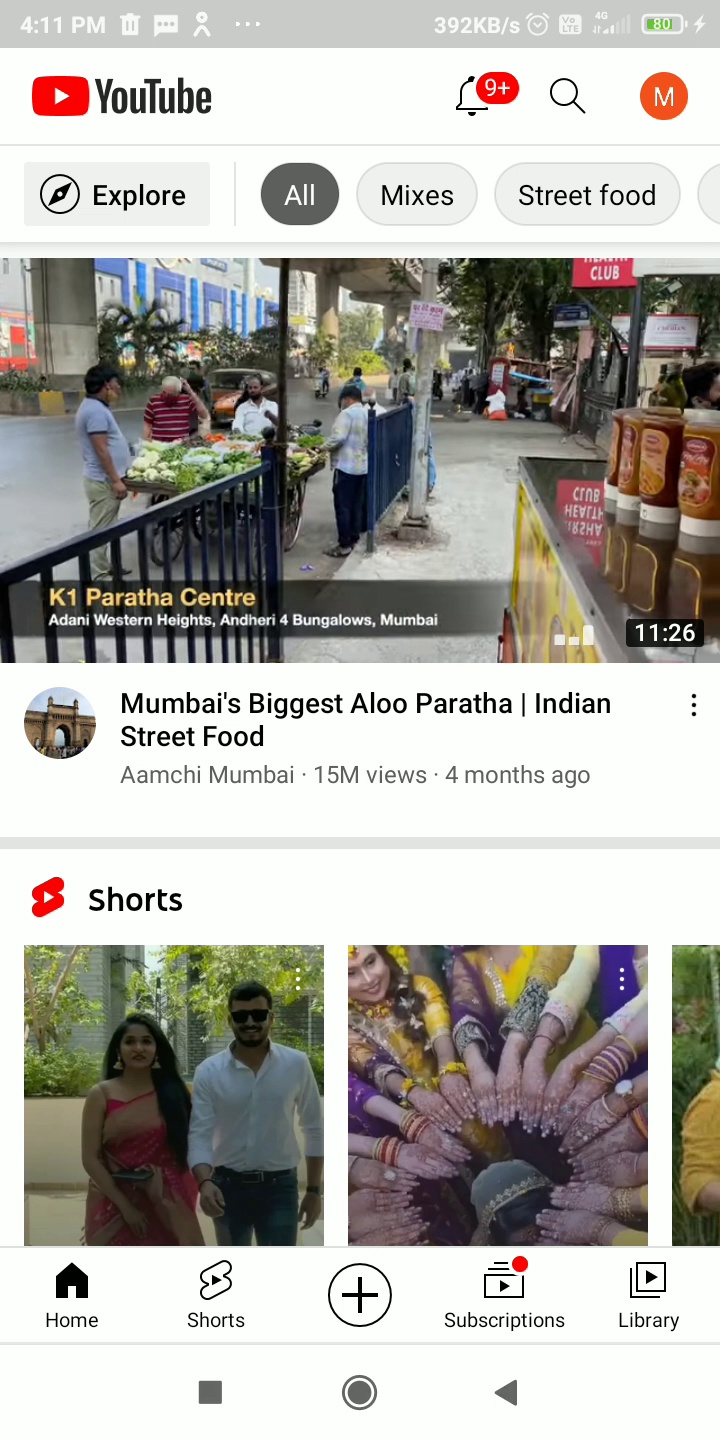 4:11 PM
392KB/s
Vo LTE
4G
80
YouTube
9+
M
Explore
All
Mixes
Street food
CLUB
K1 Paratha Centre
Adani Western Heights, Andheri 4 Bungalows, Mumbai
11:26
Mumbai's Biggest Aloo Paratha | Indian
Street Food
Aamchi Mumbai · 15M views · 4 months ago
Shorts
Home
Shorts
Subscriptions
Library